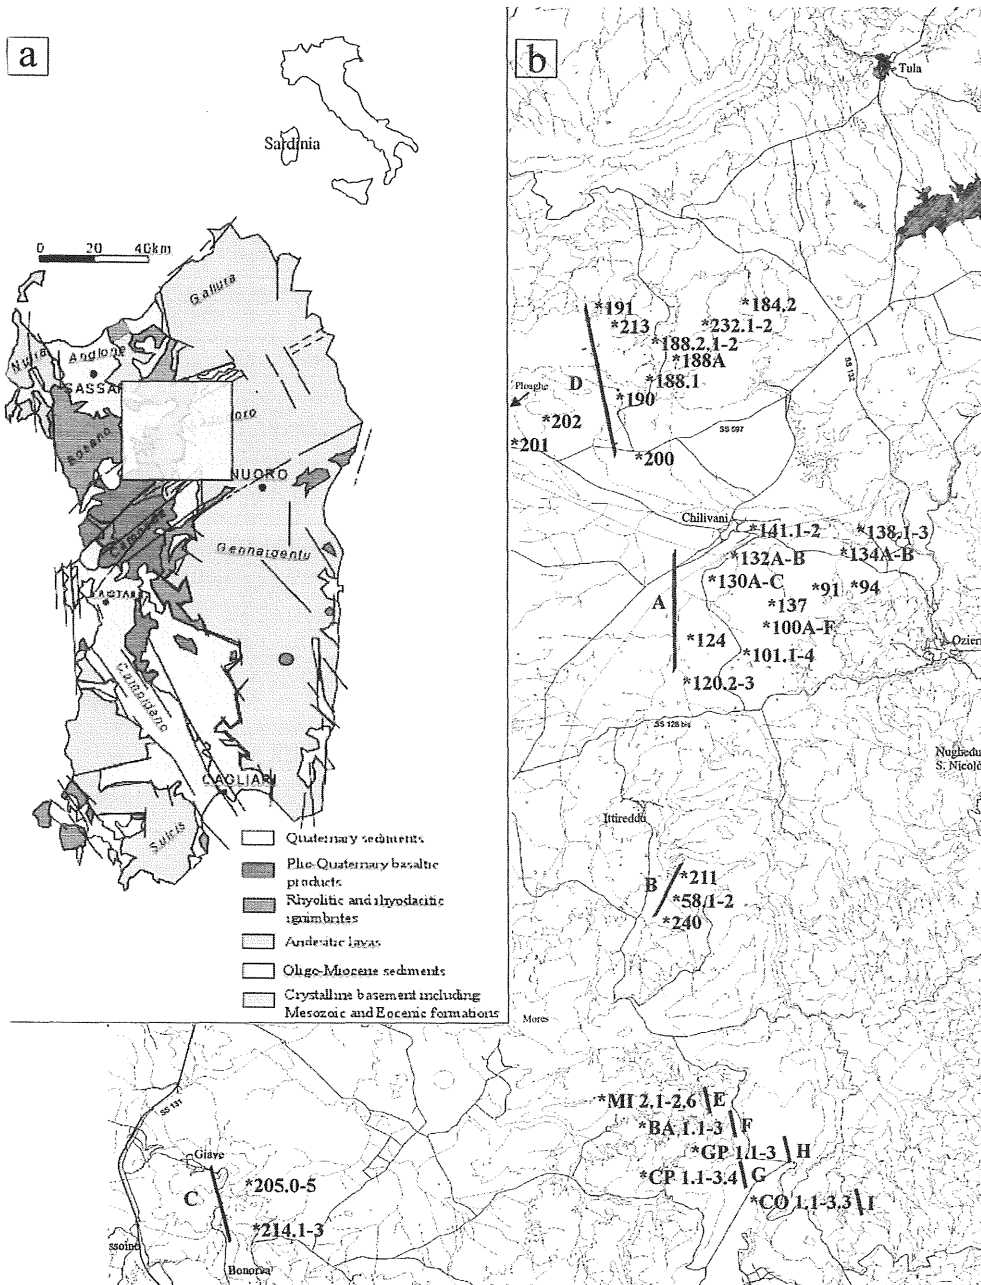 a
Sardinia
0 20 40km
Gallura
Anglona
NUORO
Gennargentu
Campidano
CAGLIARI
Sulcis
Quaternary sediments
Plio-Quaternary basaltic
products
Rhyolitic and rhyodacitic
ignimbrites
Andesitic lavas
Oligo-Miocene sediments
Crystalline basement including
Mesozoic and Eocenic formations
b
Tula
*191
*184,2
*213
*232.1-2
*188.2,1-2
*188A
SS 132
D
*188.1
Ploaghe
*190
*202
SS 597
*201
*200
Chilivani
*141.1-2
*138,1-3
*132A-B
*134A-B
*130A-C
*91
*94
A
*137
*100A-F
*124
*101.1-4
Ozieri
*120.2-3
SS 128 bis
Nughedu
S. Nicolò
Ittireddu
B
*211
*58,1-2
*240
Mores
SS 131
*MI 2.1-2,6 E
*BA 1.1-3 F
*GP 1.1-3 H
*CP 1.1-3.4 G
*CO 1.1-3.3 I
Giave
C
*205.0-5
*214.1-3
Bonorva